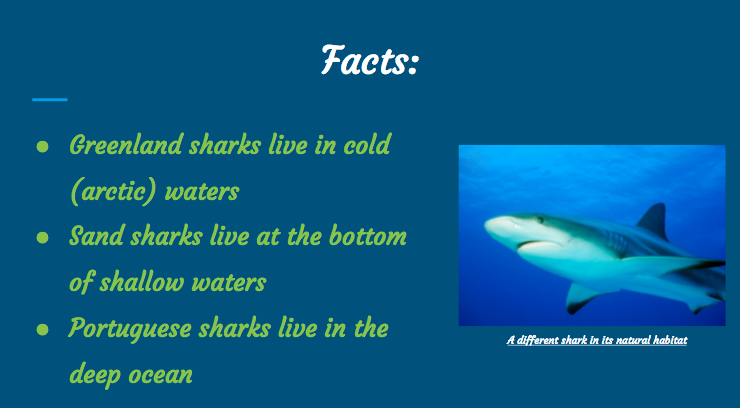 Facts:
● Greenland sharks live in cold
(arctic) waters
● Sand sharks live at the bottom
of shallow waters
● Portuguese sharks live in the
deep ocean
A different shark in its natural habitat